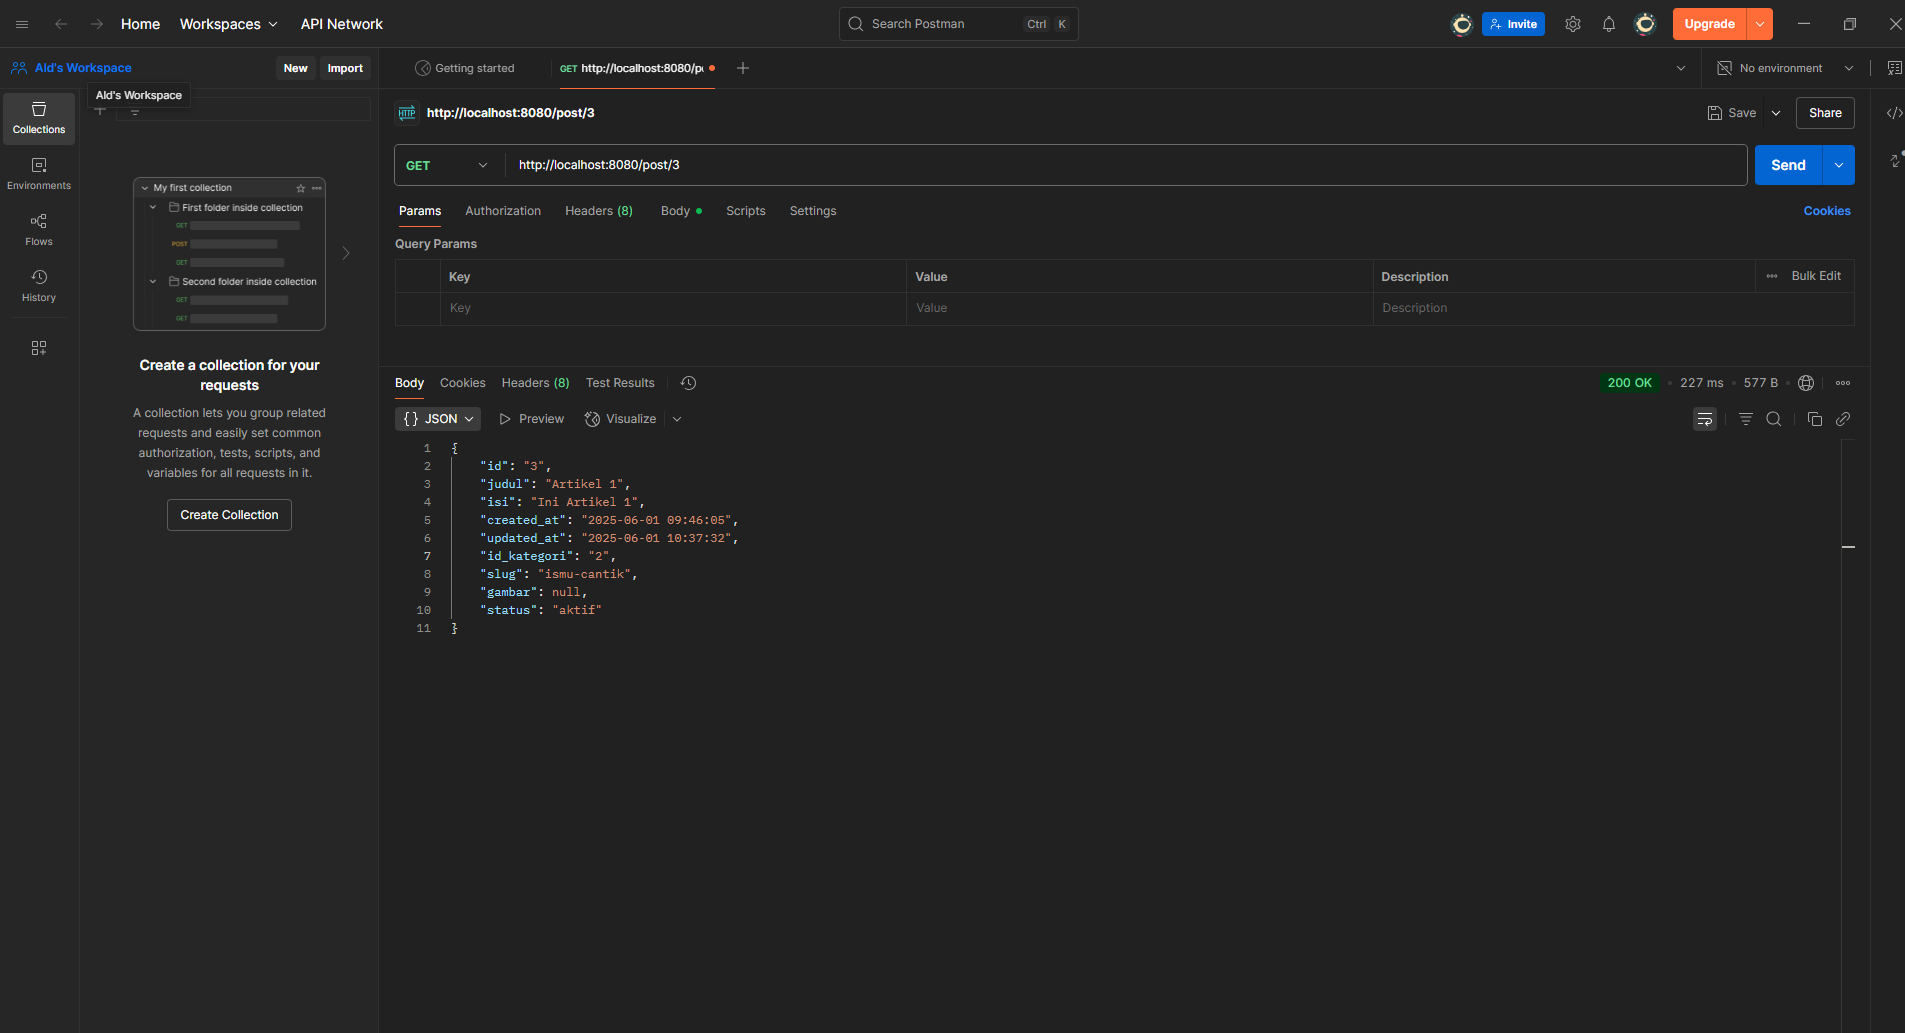 Home Workspaces API Network Search Postman Ctrl K Invite Upgrade
Ald's Workspace New Import Getting started GET http://localhost:8080/p No environment
Ald's Workspace
Collections
Environments
Flows
History
My first collection
First folder inside collection
GET
POST
GET
Second folder inside collection
GET
GET
Create a collection for your
requests
A collection lets you group related
requests and easily set common
authorization, tests, scripts, and
variables for all requests in it.
Create Collection
HTTP http://localhost:8080/post/3 Save Share
GET http://localhost:8080/post/3 Send
Params Authorization Headers (8) Body Scripts Settings Cookies
Query Params
Key Value Description Bulk Edit
Key Value Description
Body Cookies Headers (8) Test Results 200 OK 227 ms 577 B
{} JSON Preview Visualize
1 {
2 "id": "3",
3 "judul": "Artikel 1",
4 "isi": "Ini Artikel 1",
5 "created_at": "2025-06-01 09:46:05",
6 "updated_at": "2025-06-01 10:37:32",
7 "id_kategori": "2",
8 "slug": "ismu-cantik",
9 "gambar": null,
10 "status": "aktif"
11 }